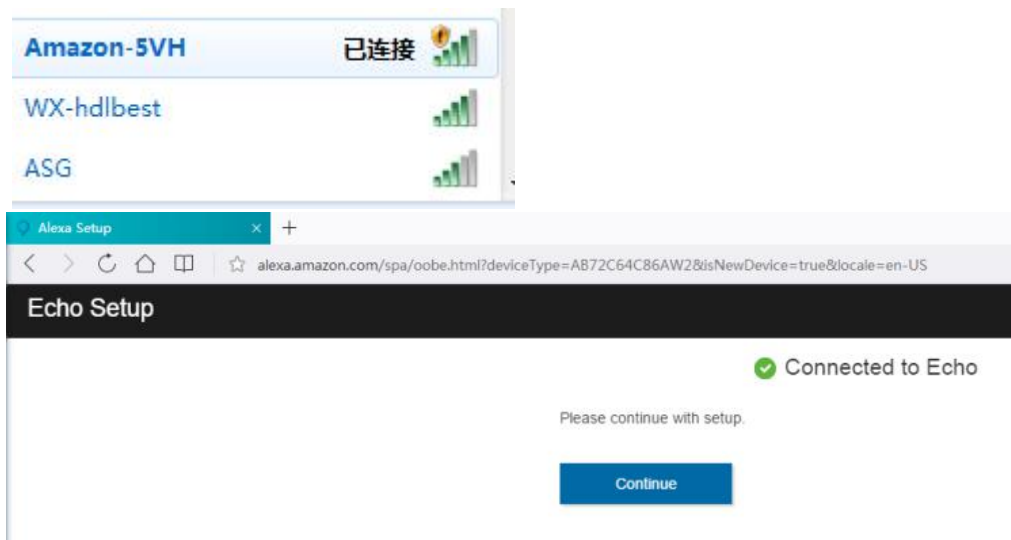 Amazon-5VH 已连接
WX-hdlbest
ASG
Alexa Setup × +
alexa.amazon.com/spa/oobe.html?deviceType=AB72C64C86AW2&isNewDevice=true&locale=en-US
Echo Setup
Connected to Echo
Please continue with setup.
Continue